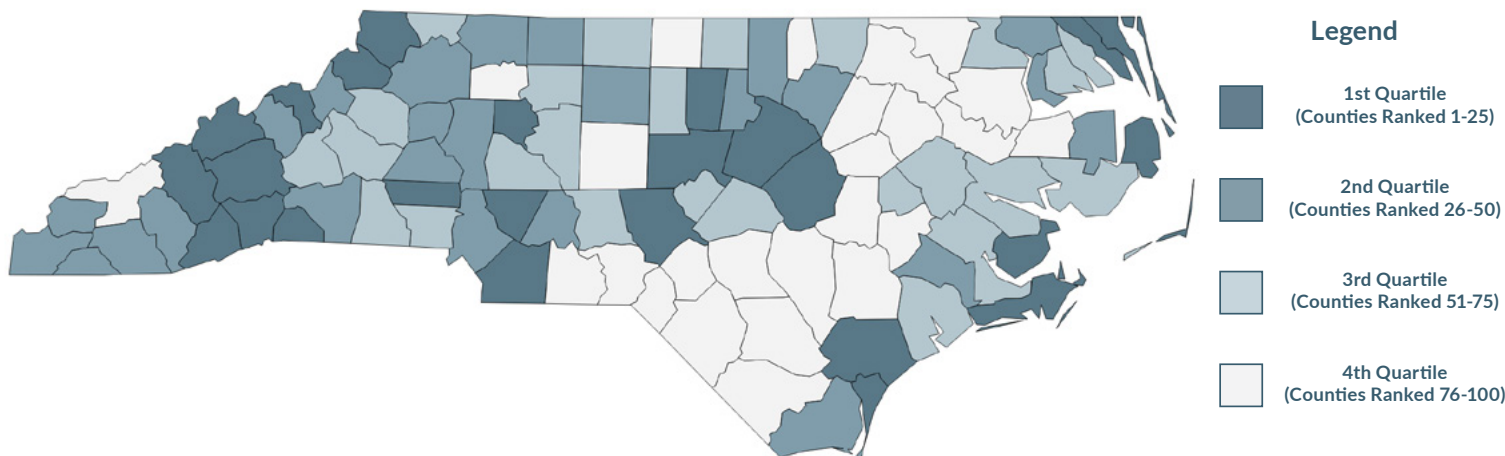 Legend
1st Quartile
(Counties Ranked 1-25)
2nd Quartile
(Counties Ranked 26-50)
3rd Quartile
(Counties Ranked 51-75)
4th Quartile
(Counties Ranked 76-100)